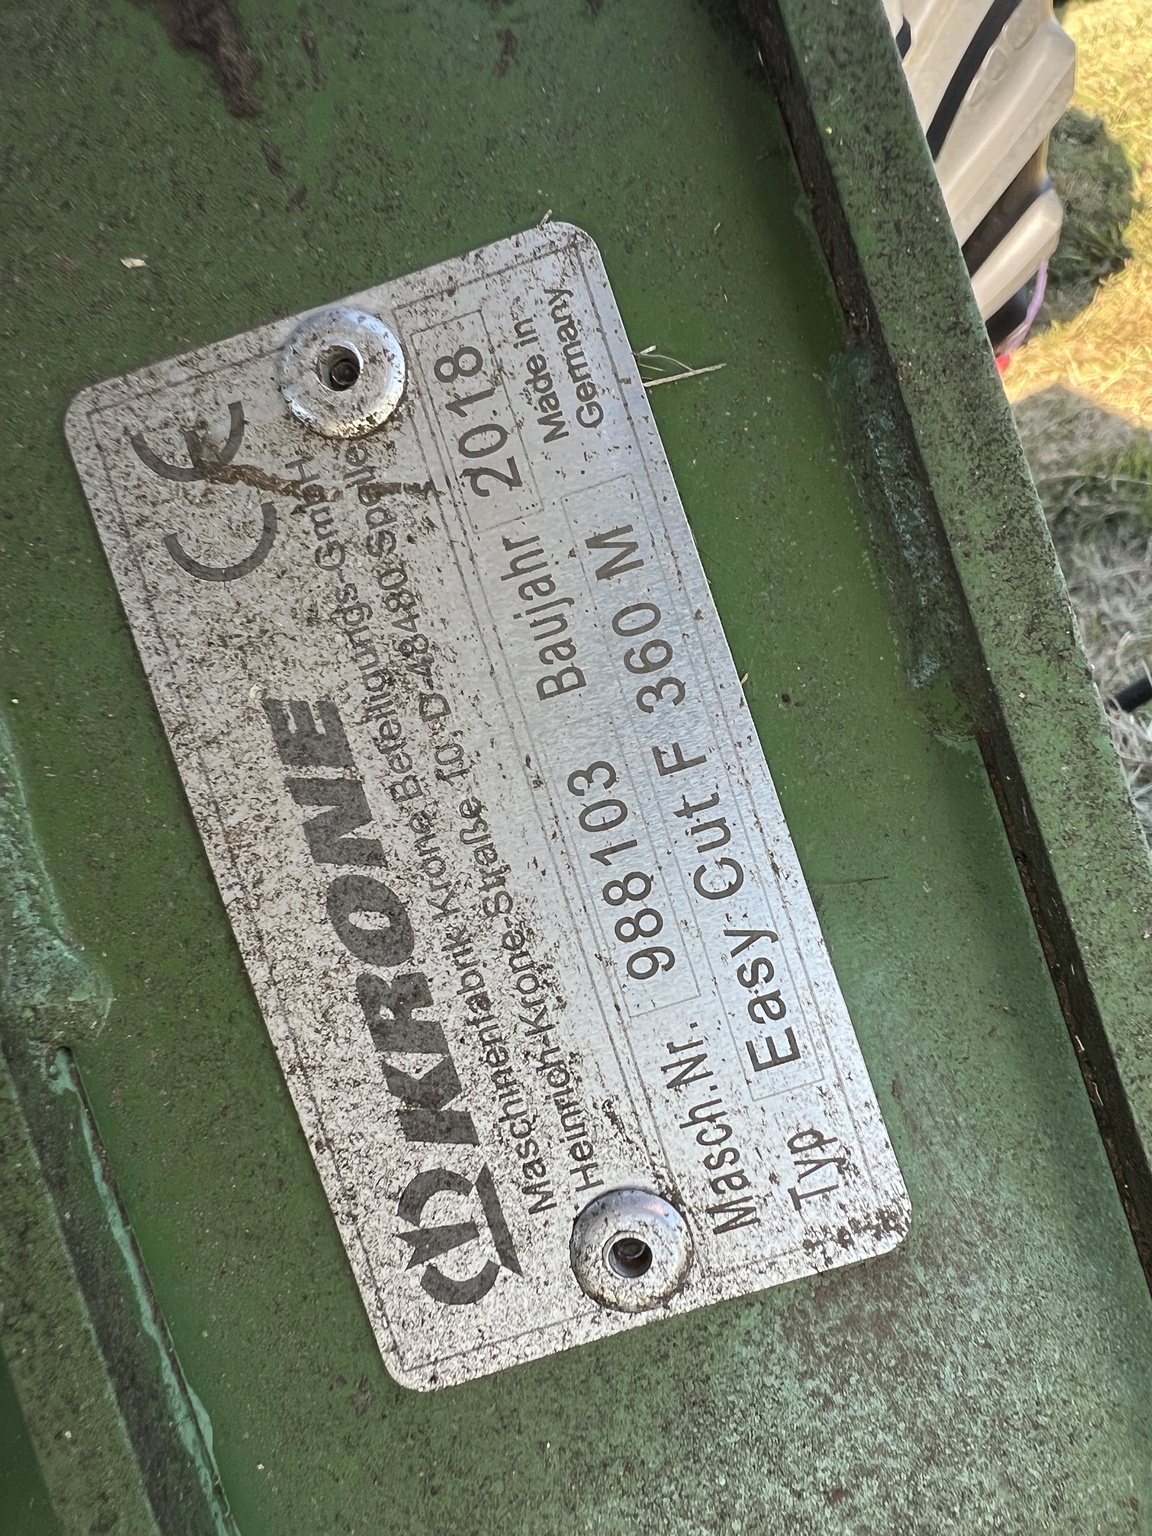 KRONE CE
Maschinenfabrik Krone Beteiligungs-GmbH
Heinrich-Krone-Straße 10, D-48480 Spelle
Masch.Nr. 988103 Baujahr 2018
Typ Easy Cut F 360 M
Made in
Germany